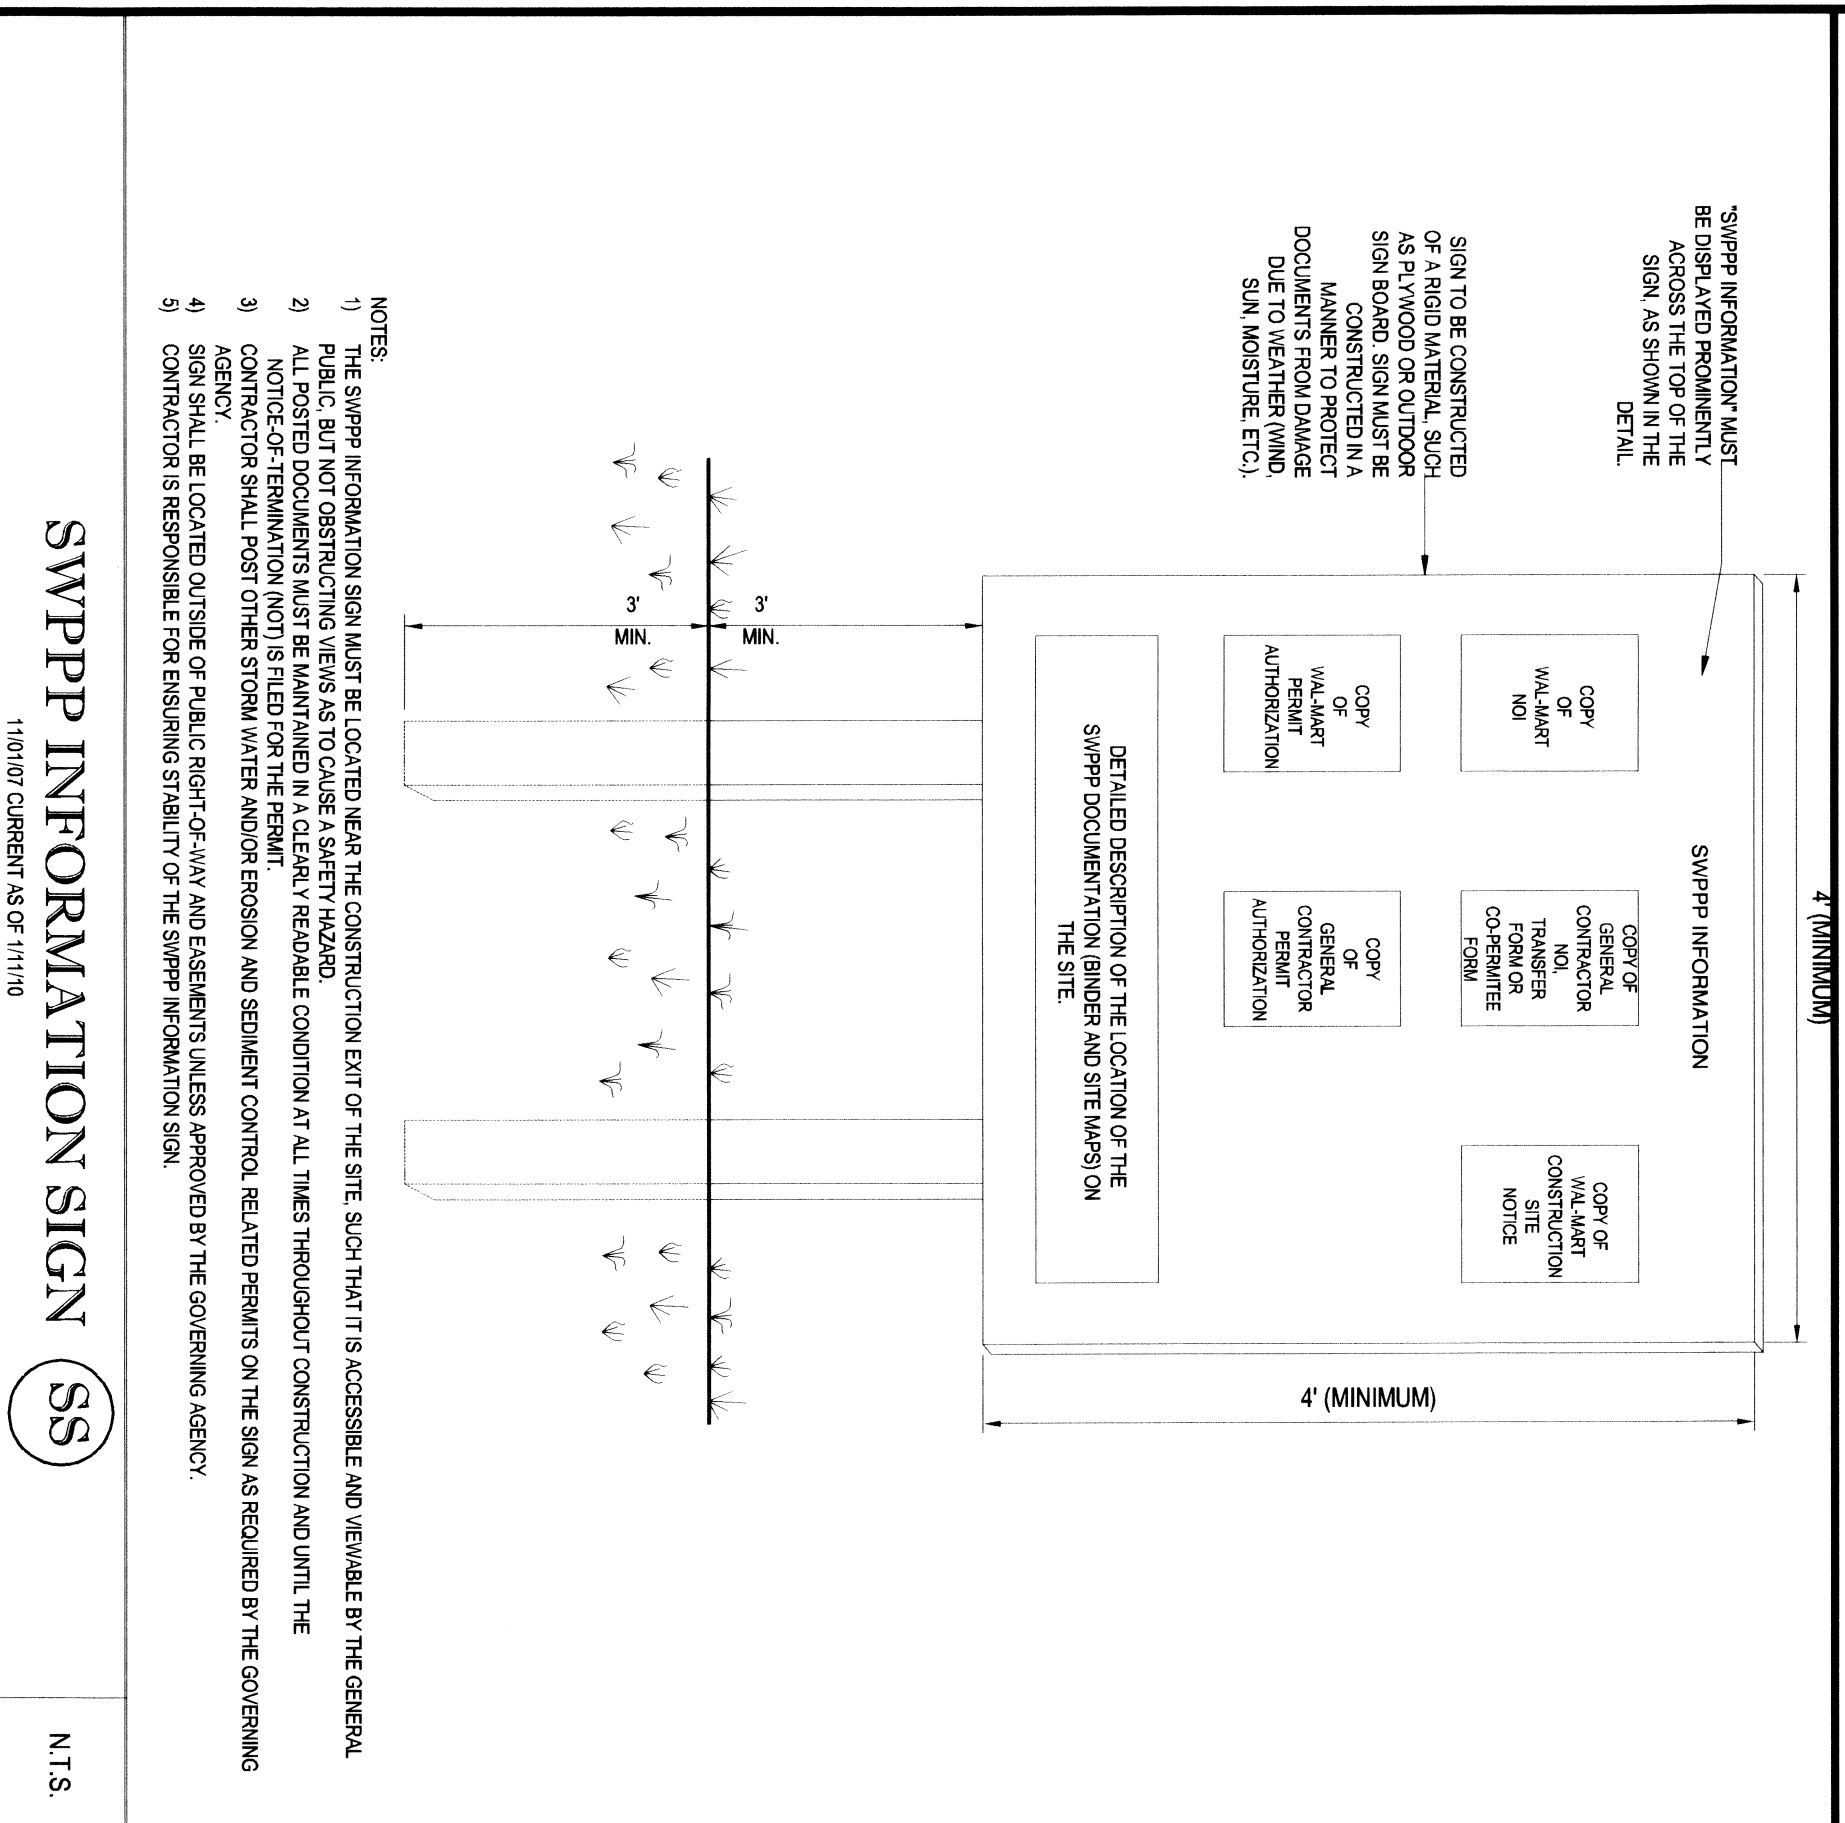 4' (MINIMUM)
"SWPPP INFORMATION" MUST
BE DISPLAYED PROMINENTLY
ACROSS THE TOP OF THE
SIGN, AS SHOWN IN THE
DETAIL.
SWPPP INFORMATION
COPY
OF
WAL-MART
NOI
COPY OF
GENERAL
CONTRACTOR
NOI,
TRANSFER
FORM OR
CO-PERMITEE
FORM
COPY OF
WAL-MART
CONSTRUCTION
SITE
NOTICE
SIGN TO BE CONSTRUCTED
OF A RIGID MATERIAL, SUCH
AS PLYWOOD OR OUTDOOR
SIGN BOARD. SIGN MUST BE
CONSTRUCTED IN A
MANNER TO PROTECT
DOCUMENTS FROM DAMAGE
DUE TO WEATHER (WIND,
SUN, MOISTURE, ETC.).
COPY
OF
WAL-MART
PERMIT
AUTHORIZATION
COPY
OF
GENERAL
CONTRACTOR
PERMIT
AUTHORIZATION
4' (MINIMUM)
DETAILED DESCRIPTION OF THE LOCATION OF THE
SWPPP DOCUMENTATION (BINDER AND SITE MAPS) ON
THE SITE.
3'
MIN.
3'
MIN.
NOTES:
1) THE SWPPP INFORMATION SIGN MUST BE LOCATED NEAR THE CONSTRUCTION EXIT OF THE SITE, SUCH THAT IT IS ACCESSIBLE AND VIEWABLE BY THE GENERAL
PUBLIC, BUT NOT OBSTRUCTING VIEWS AS TO CAUSE A SAFETY HAZARD.
2) ALL POSTED DOCUMENTS MUST BE MAINTAINED IN A CLEARLY READABLE CONDITION AT ALL TIMES THROUGHOUT CONSTRUCTION AND UNTIL THE
NOTICE-OF-TERMINATION (NOT) IS FILED FOR THE PERMIT.
3) CONTRACTOR SHALL POST OTHER STORM WATER AND/OR EROSION AND SEDIMENT CONTROL RELATED PERMITS ON THE SIGN AS REQUIRED BY THE GOVERNING
AGENCY.
4) SIGN SHALL BE LOCATED OUTSIDE OF PUBLIC RIGHT-OF-WAY AND EASEMENTS UNLESS APPROVED BY THE GOVERNING AGENCY.
5) CONTRACTOR IS RESPONSIBLE FOR ENSURING STABILITY OF THE SWPPP INFORMATION SIGN.
SWPPP INFORMATION SIGN SS
N.T.S.
11/01/07 CURRENT AS OF 1/11/10